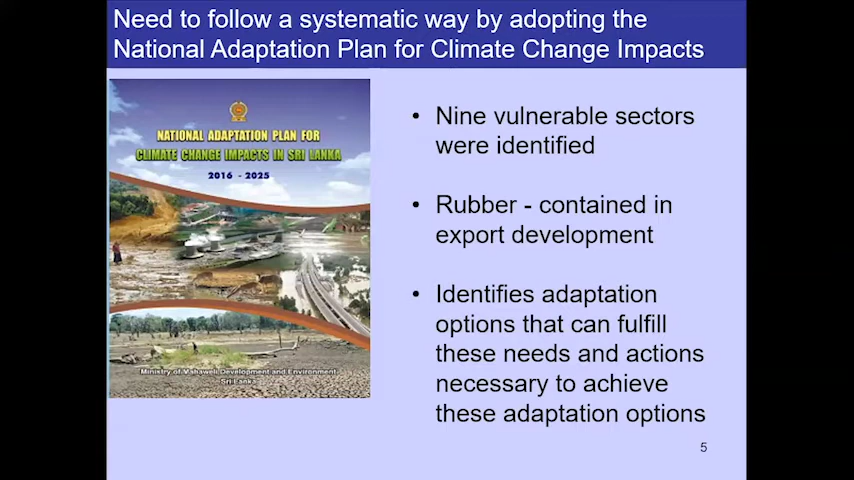 Need to follow a systematic way by adopting the
National Adaptation Plan for Climate Change Impacts
NATIONAL ADAPTATION PLAN FOR
CLIMATE CHANGE IMPACTS IN SRI LANKA
2016 - 2025
Ministry of Mahaweli Development and Environment
Sri Lanka
• Nine vulnerable sectors
were identified
• Rubber - contained in
export development
• Identifies adaptation
options that can fulfill
these needs and actions
necessary to achieve
these adaptation options
5